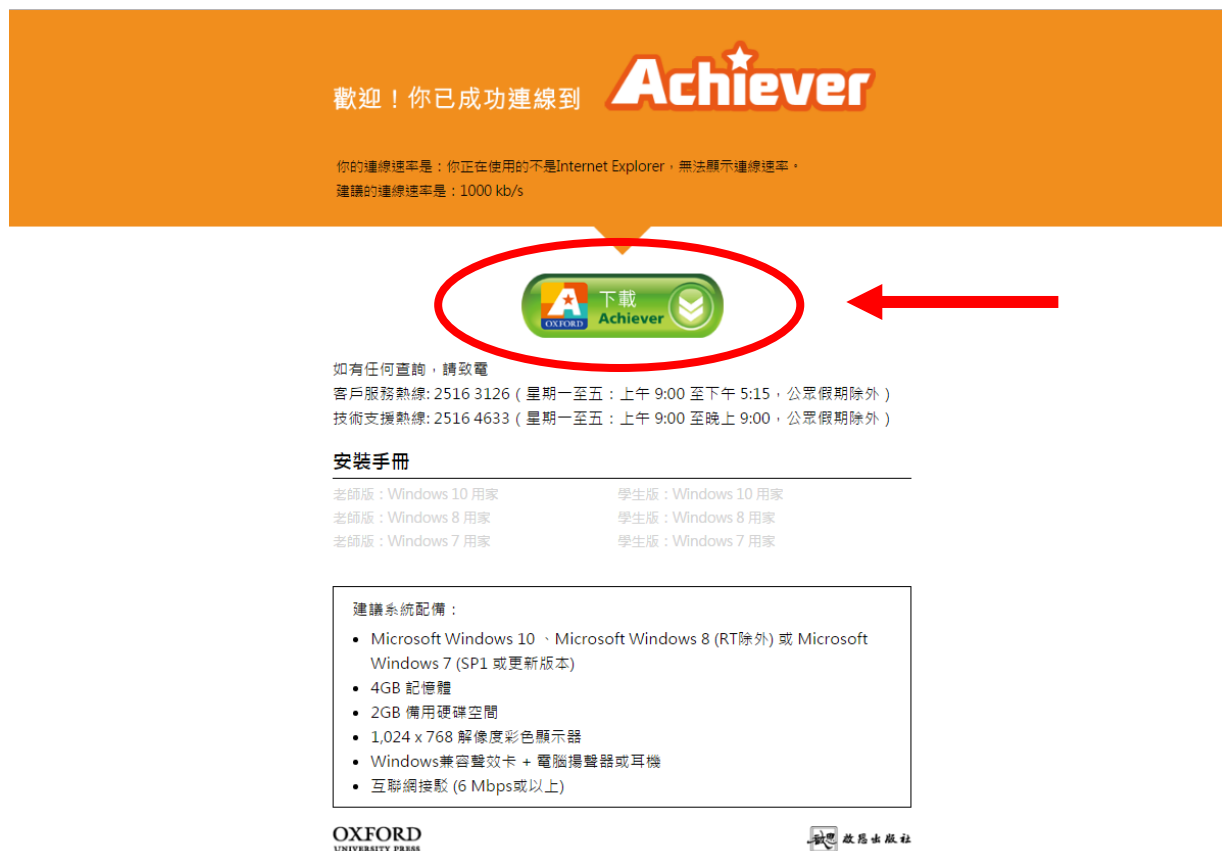 歡迎！你已成功連線到 Achiever
你的連線速率是：你正在使用的不是Internet Explorer，無法顯示連線速率。
建議的連線速率是：1000 kb/s
下載
Achiever
OXFORD
如有任何查詢，請致電
客戶服務熱線: 2516 3126 ( 星期一至五：上午 9:00 至下午 5:15，公眾假期除外 )
技術支援熱線: 2516 4633 ( 星期一至五：上午 9:00 至晚上 9:00，公眾假期除外 )
安裝手冊
老師版：Windows 10 用家 學生版：Windows 10 用家
老師版：Windows 8 用家 學生版：Windows 8 用家
老師版：Windows 7 用家 學生版：Windows 7 用家
建議系統配備：
• Microsoft Windows 10 、Microsoft Windows 8 (RT除外) 或 Microsoft
Windows 7 (SP1 或更新版本)
• 4GB 記憶體
• 2GB 備用硬碟空間
• 1,024 x 768 解像度彩色顯示器
• Windows兼容聲效卡 + 電腦揚聲器或耳機
• 互聯網接駁 (6 Mbps或以上)
OXFORD
UNIVERSITY PRESS
啟思出版社